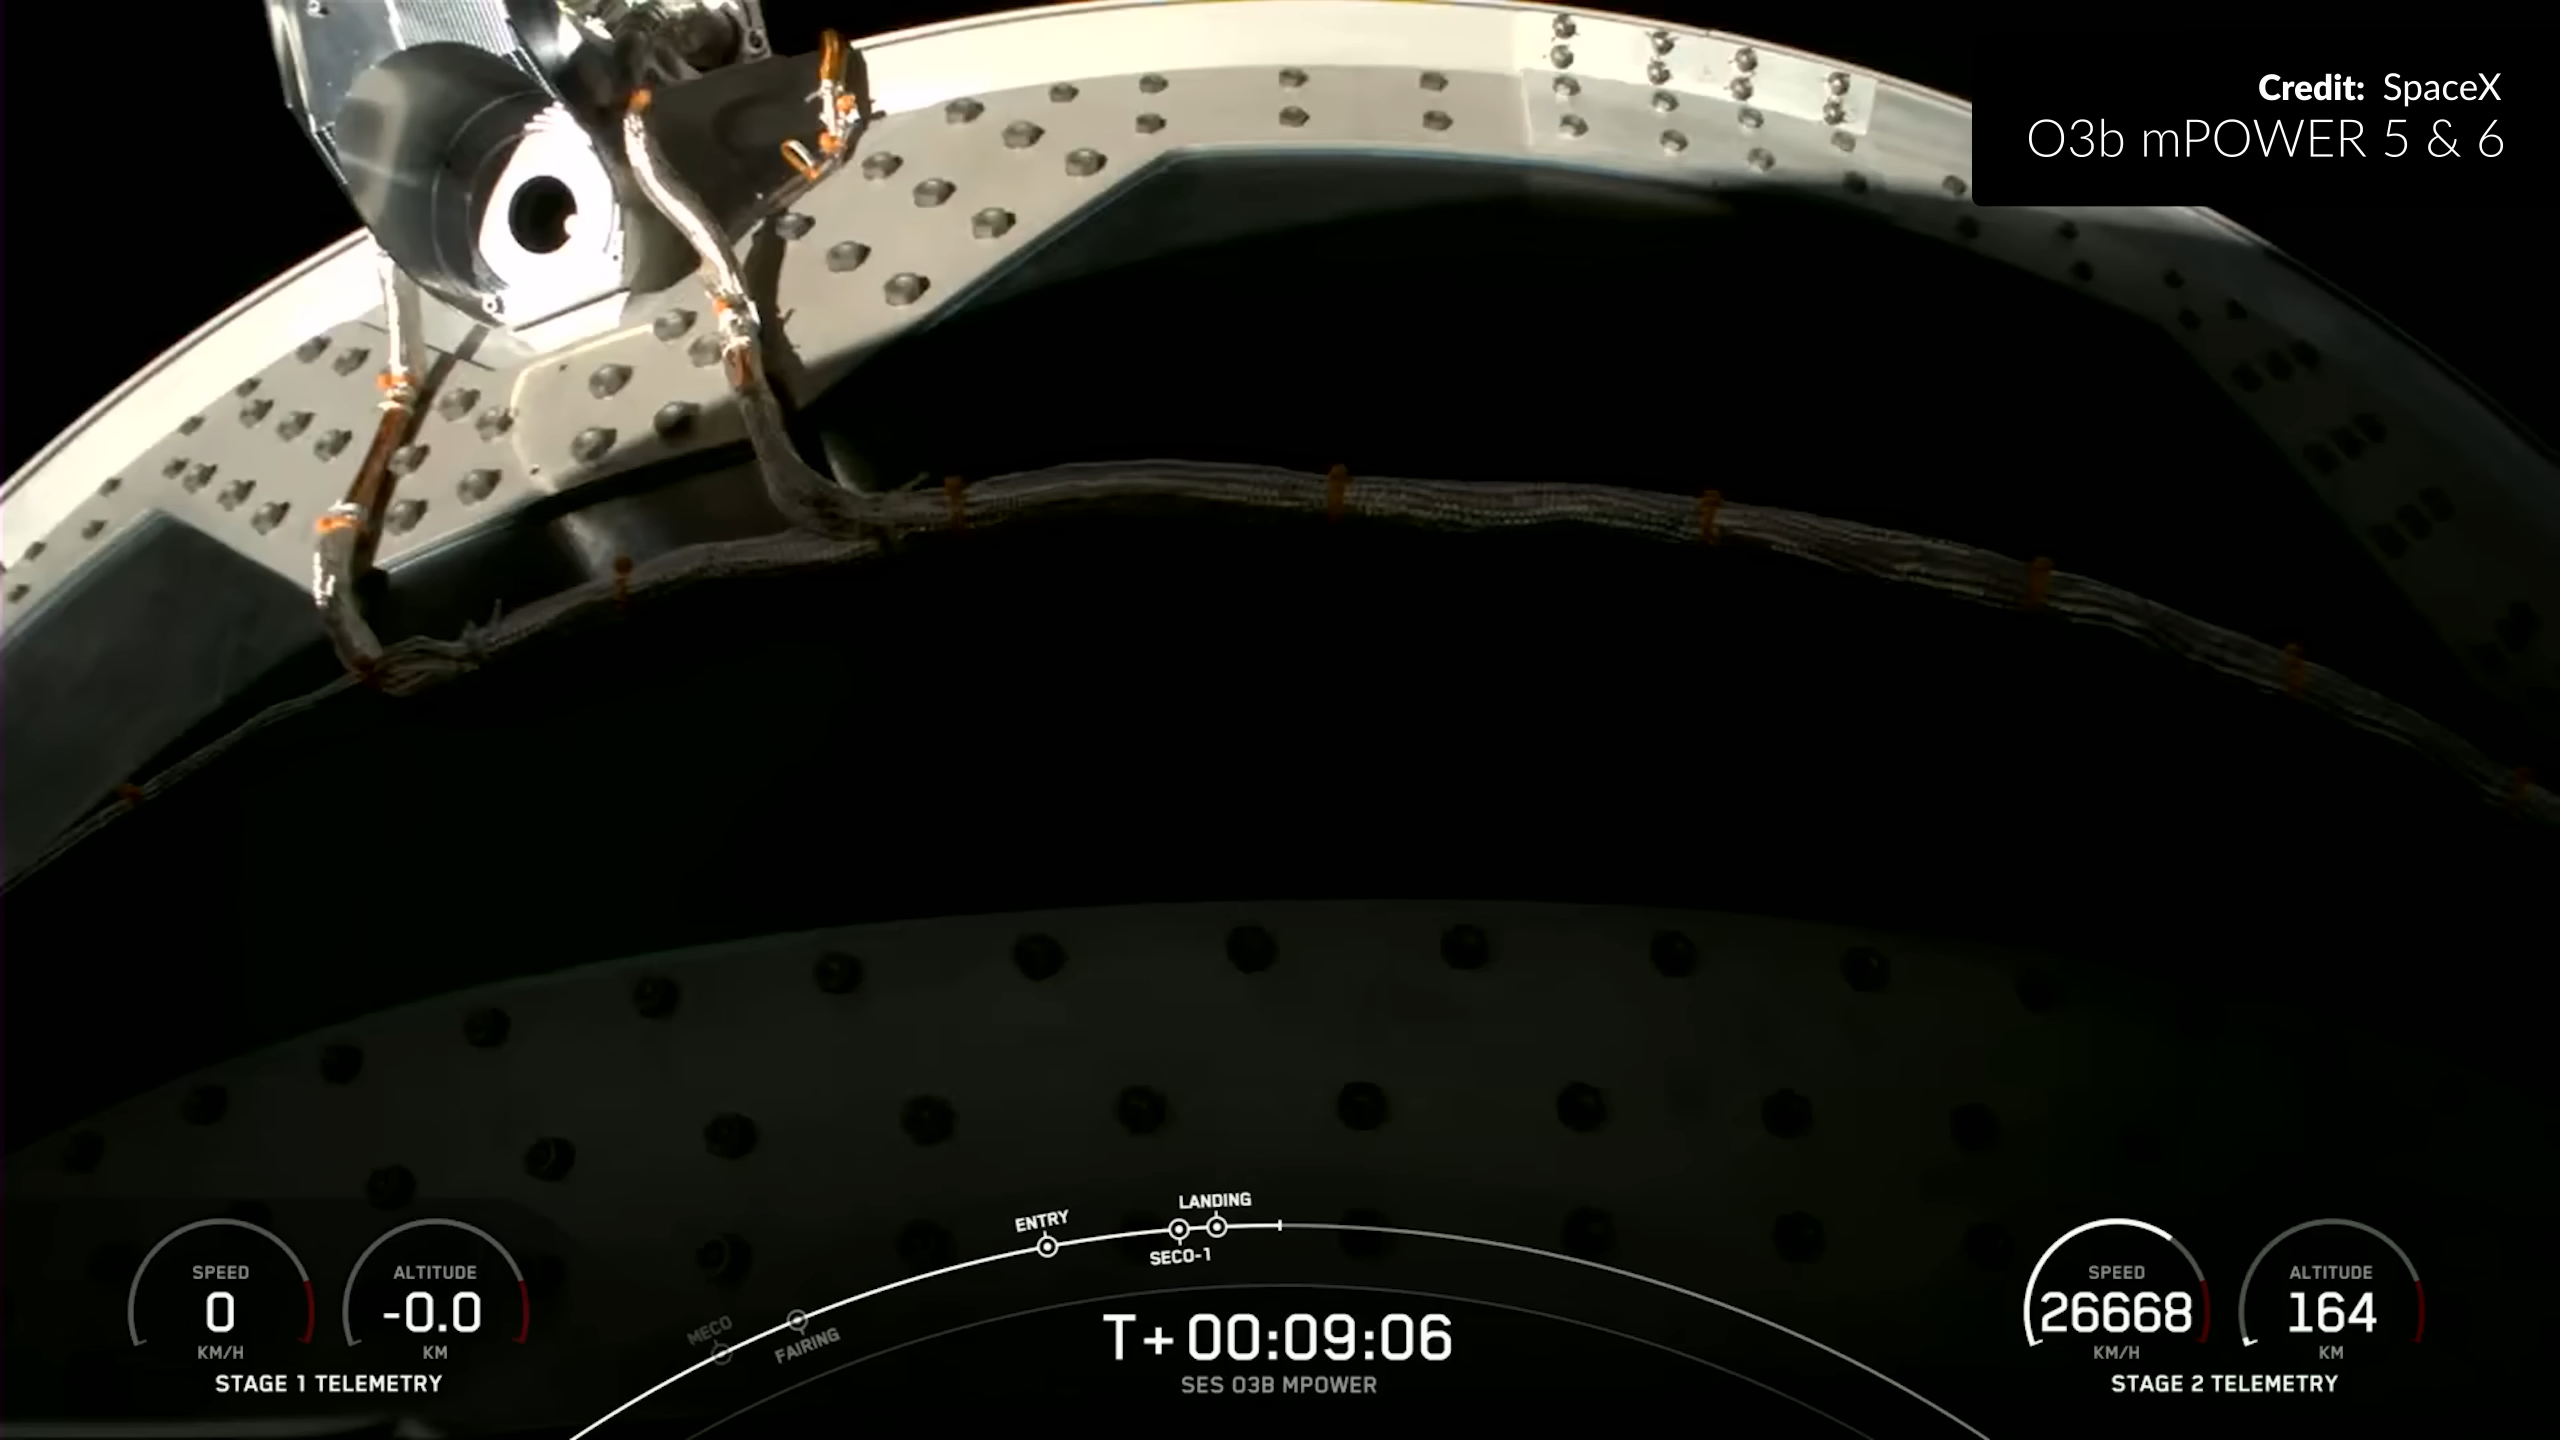 Credit: SpaceX
O3b mPOWER 5 & 6
LANDING
ENTRY
SECO-1
MECO
FAIRING
SPEED
0
KM/H
ALTITUDE
-0.0
KM
STAGE 1 TELEMETRY
T+00:09:06
SES O3B MPOWER
SPEED
26668
KM/H
ALTITUDE
164
KM
STAGE 2 TELEMETRY